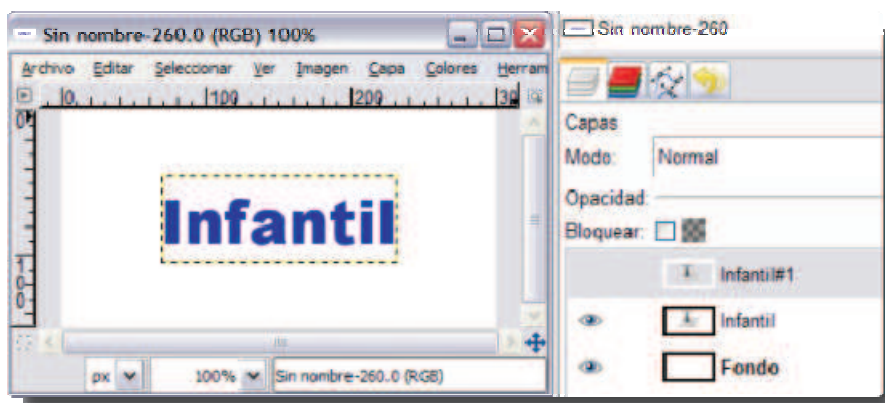 Sin nombre-260.0 (RGB) 100%
Archivo Editar Seleccionar Ver Imagen Capa Colores Herram
0 100 200 30
0
100
Infantil
px 100% Sin nombre-260.0 (RGB)
Sin nombre-260
Capas
Modo: Normal
Opacidad:
Bloquear:
Infantil#1
Infantil
Fondo